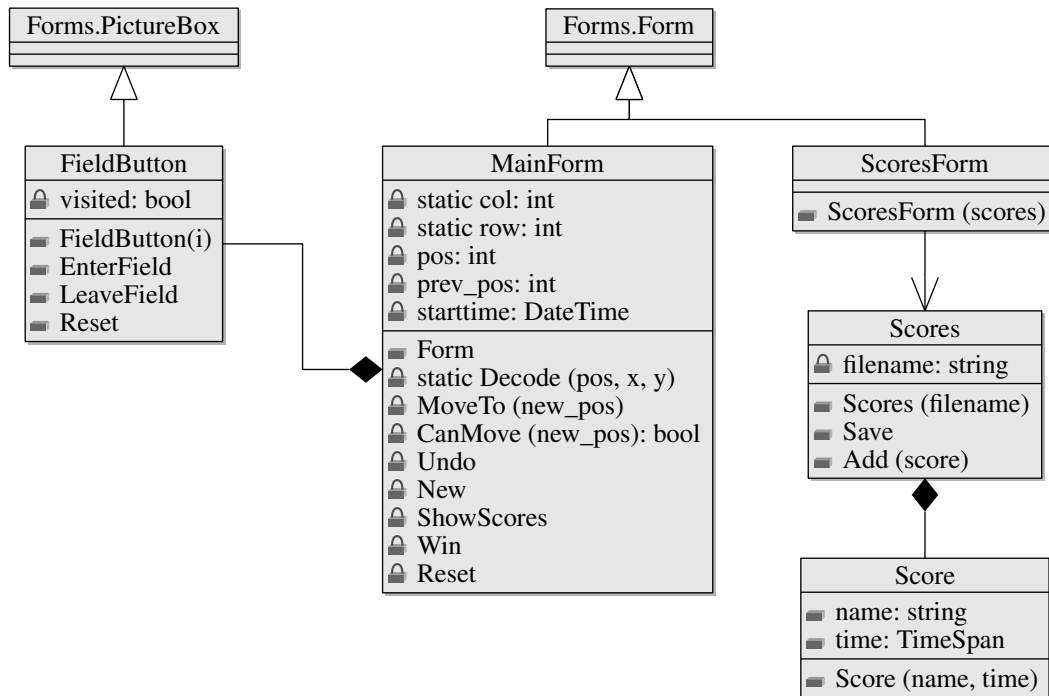 Forms.PictureBox
Forms.Form
FieldButton
visited: bool
FieldButton(i)
EnterField
LeaveField
Reset
MainForm
static col: int
static row: int
pos: int
prev_pos: int
starttime: DateTime
Form
static Decode (pos, x, y)
MoveTo (new_pos)
CanMove (new_pos): bool
Undo
New
ShowScores
Win
Reset
ScoresForm
ScoresForm (scores)
Scores
filename: string
Scores (filename)
Save
Add (score)
Score
name: string
time: TimeSpan
Score (name, time)